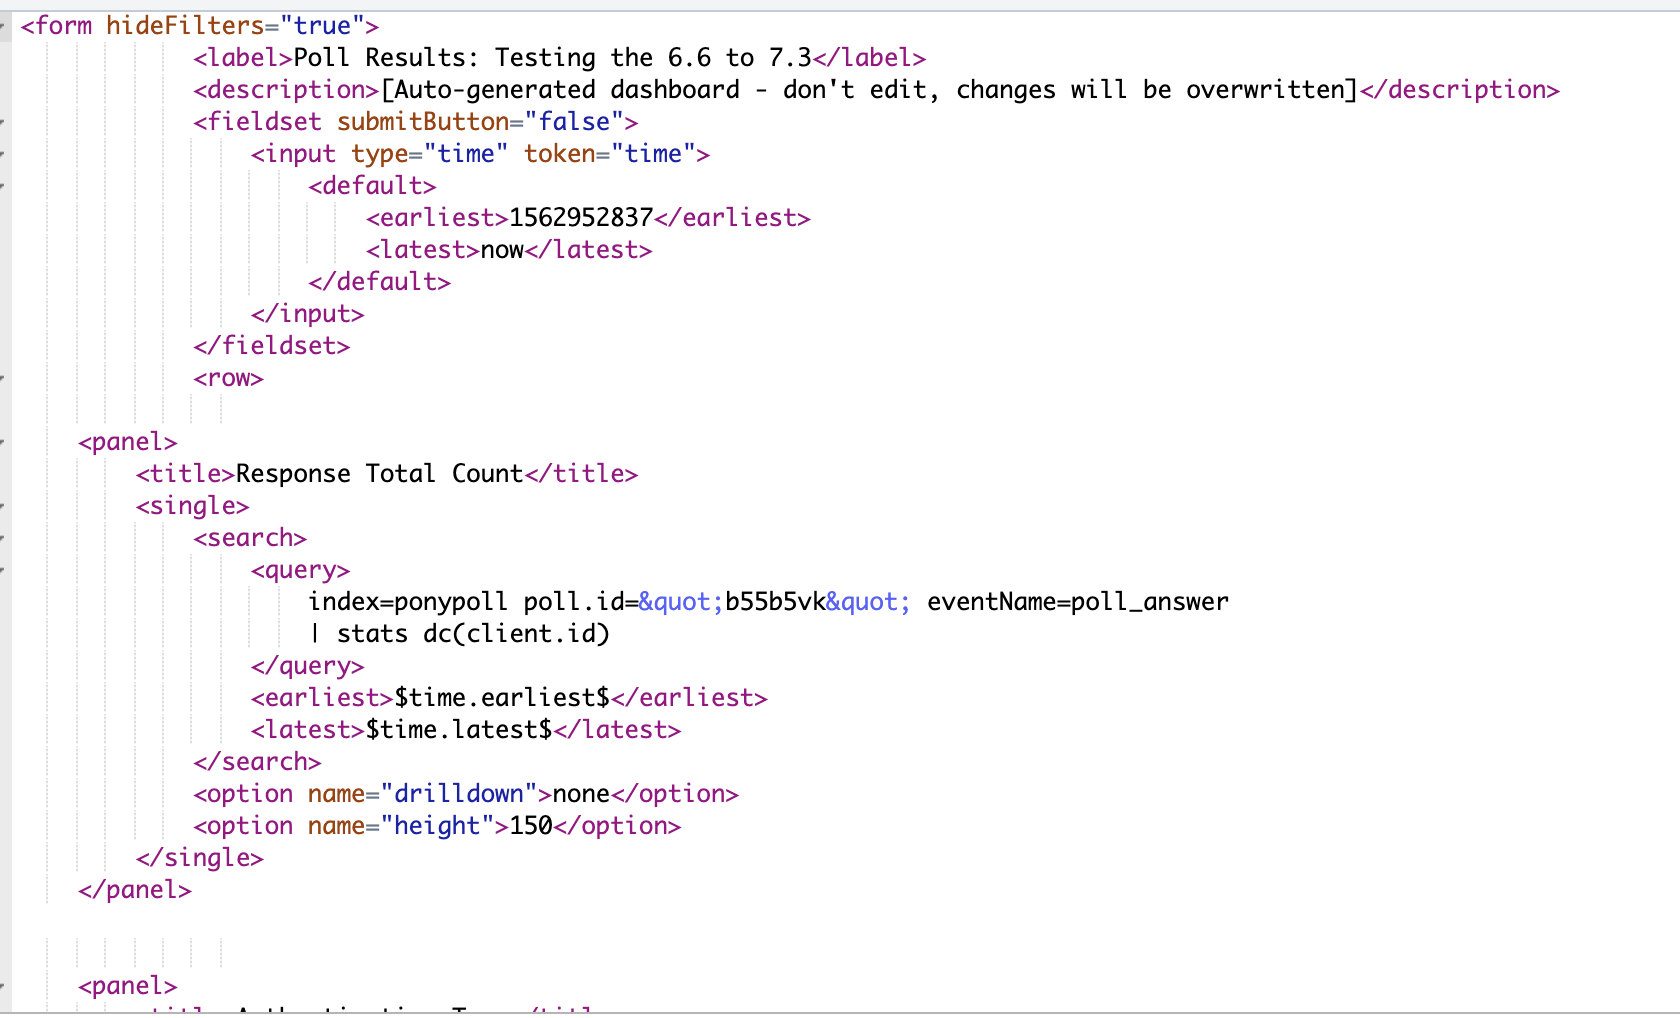 <form hideFilters="true">
<label>Poll Results: Testing the 6.6 to 7.3</label>
<description>[Auto-generated dashboard - don't edit, changes will be overwritten]</description>
<fieldset submitButton="false">
<input type="time" token="time">
<default>
<earliest>1562952837</earliest>
<latest>now</latest>
</default>
</input>
</fieldset>
<row>
<panel>
<title>Response Total Count</title>
<single>
<search>
<query>
index=ponypoll poll.id=&quot;b55b5vk&quot; eventName=poll_answer
| stats dc(client.id)
</query>
<earliest>$time.earliest$</earliest>
<latest>$time.latest$</latest>
</search>
<option name="drilldown">none</option>
<option name="height">150</option>
</single>
</panel>
<panel>